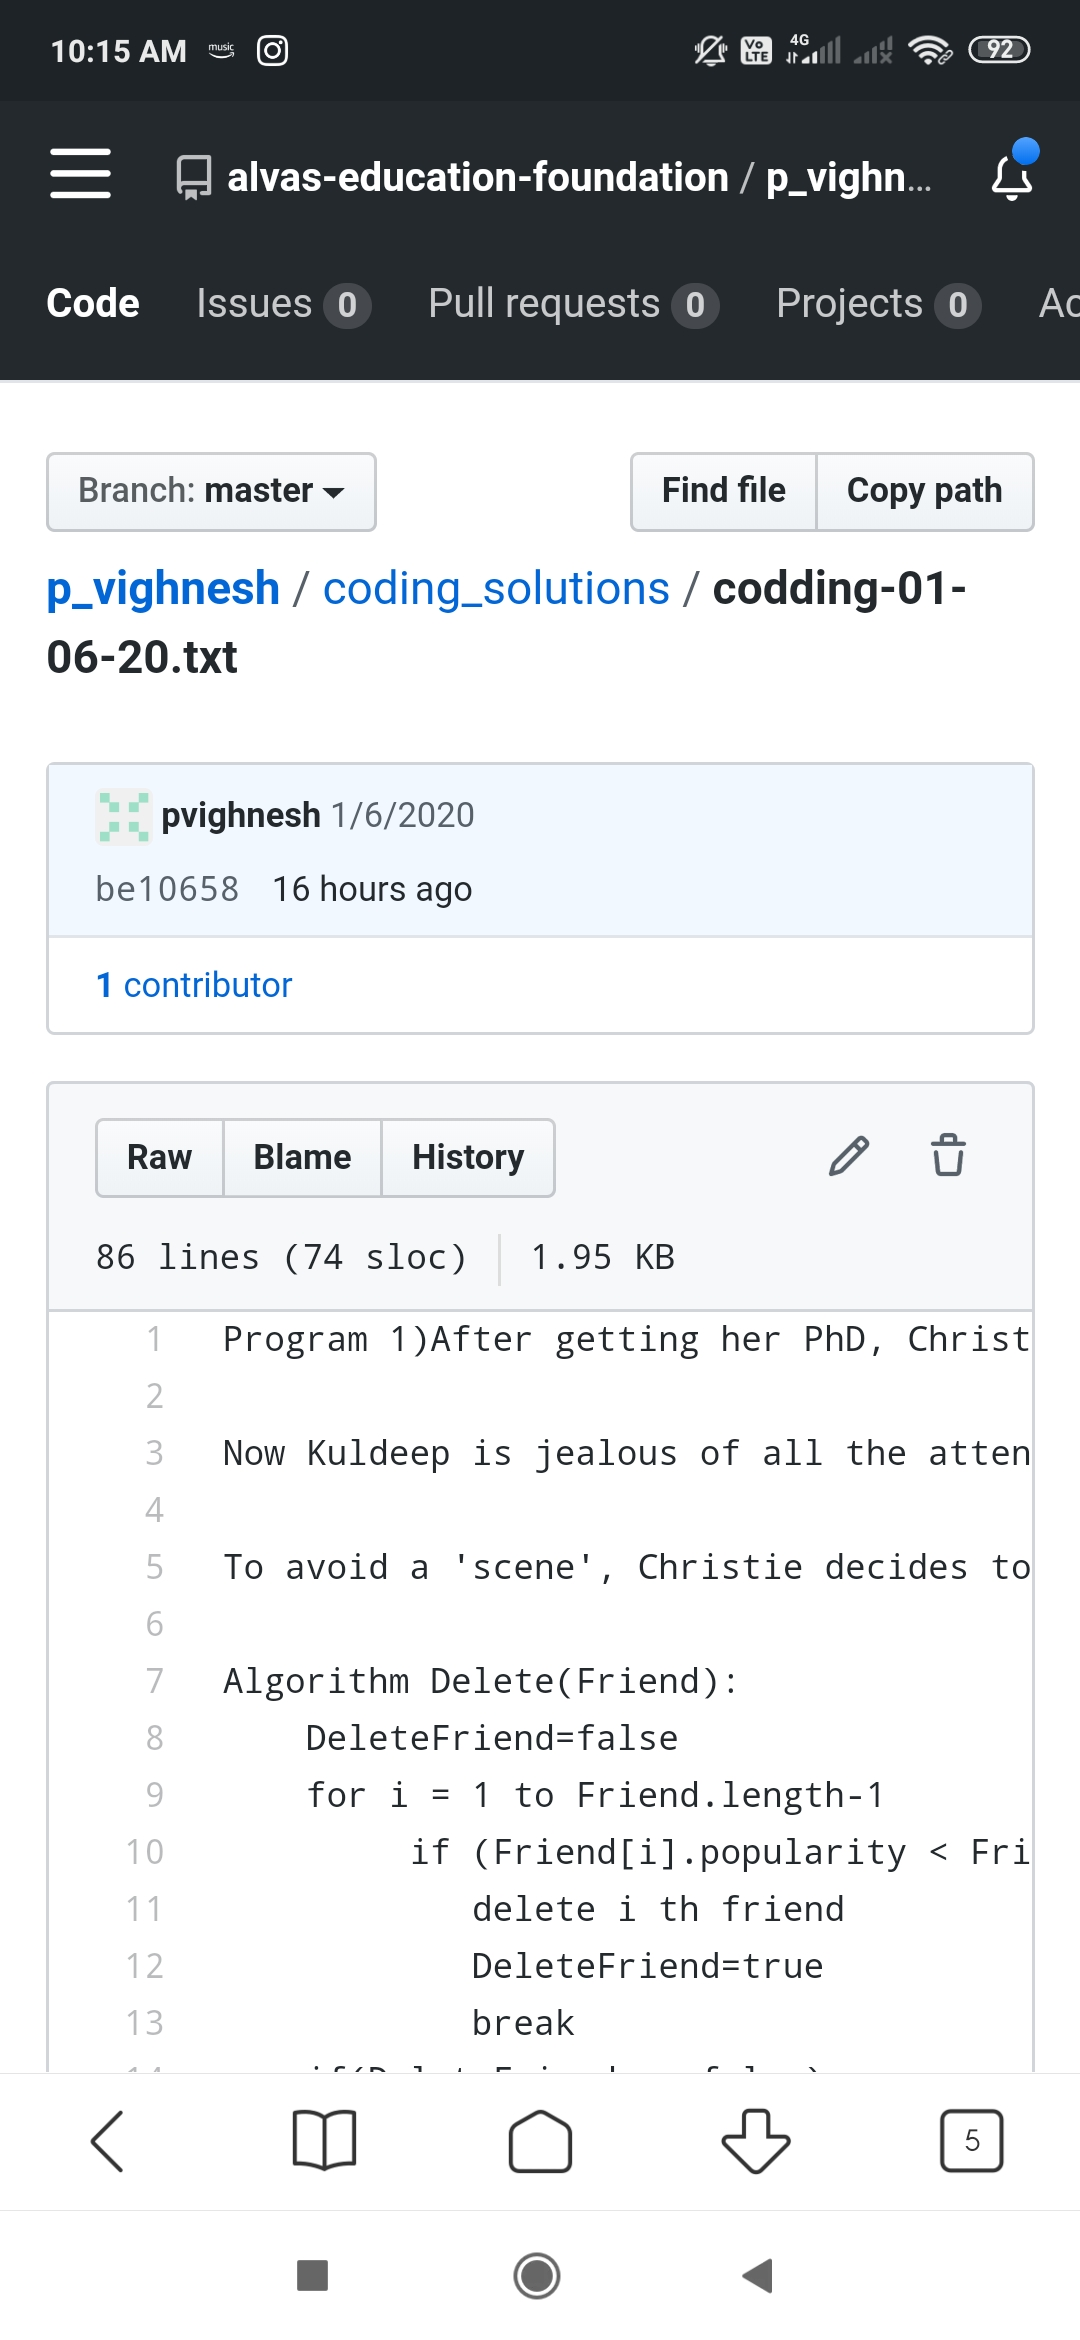 10:15 AM music 4G Vo LTE 92
alvas-education-foundation / p_vighn...
Code Issues 0 Pull requests 0 Projects 0 Ac
Branch: master Find file Copy path
p_vighnesh / coding_solutions / codding-01-
06-20.txt
pvighnesh 1/6/2020
be10658 16 hours ago
1 contributor
Raw Blame History
86 lines (74 sloc) 1.95 KB
1 Program 1)After getting her PhD, Christ
2
3 Now Kuldeep is jealous of all the atten
4
5 To avoid a 'scene', Christie decides to
6
7 Algorithm Delete(Friend):
8 DeleteFriend=false
9 for i = 1 to Friend.length-1
10 if (Friend[i].popularity < Fri
11 delete i th friend
12 DeleteFriend=true
13 break
5